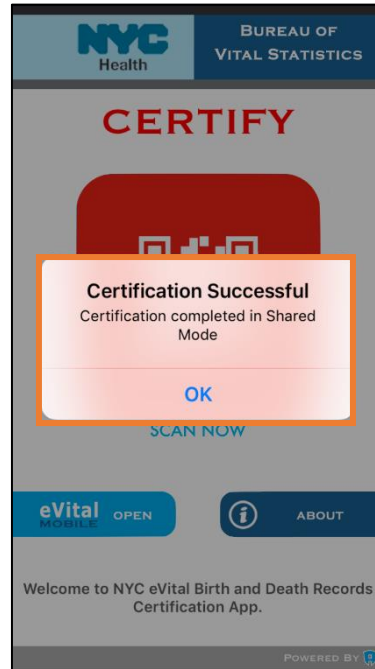 NYC
Health
BUREAU OF
VITAL STATISTICS
CERTIFY
Certification Successful
Certification completed in Shared
Mode
OK
SCAN NOW
eVital
MOBILE
OPEN
i
ABOUT
Welcome to NYC eVital Birth and Death Records
Certification App.
POWERED BY